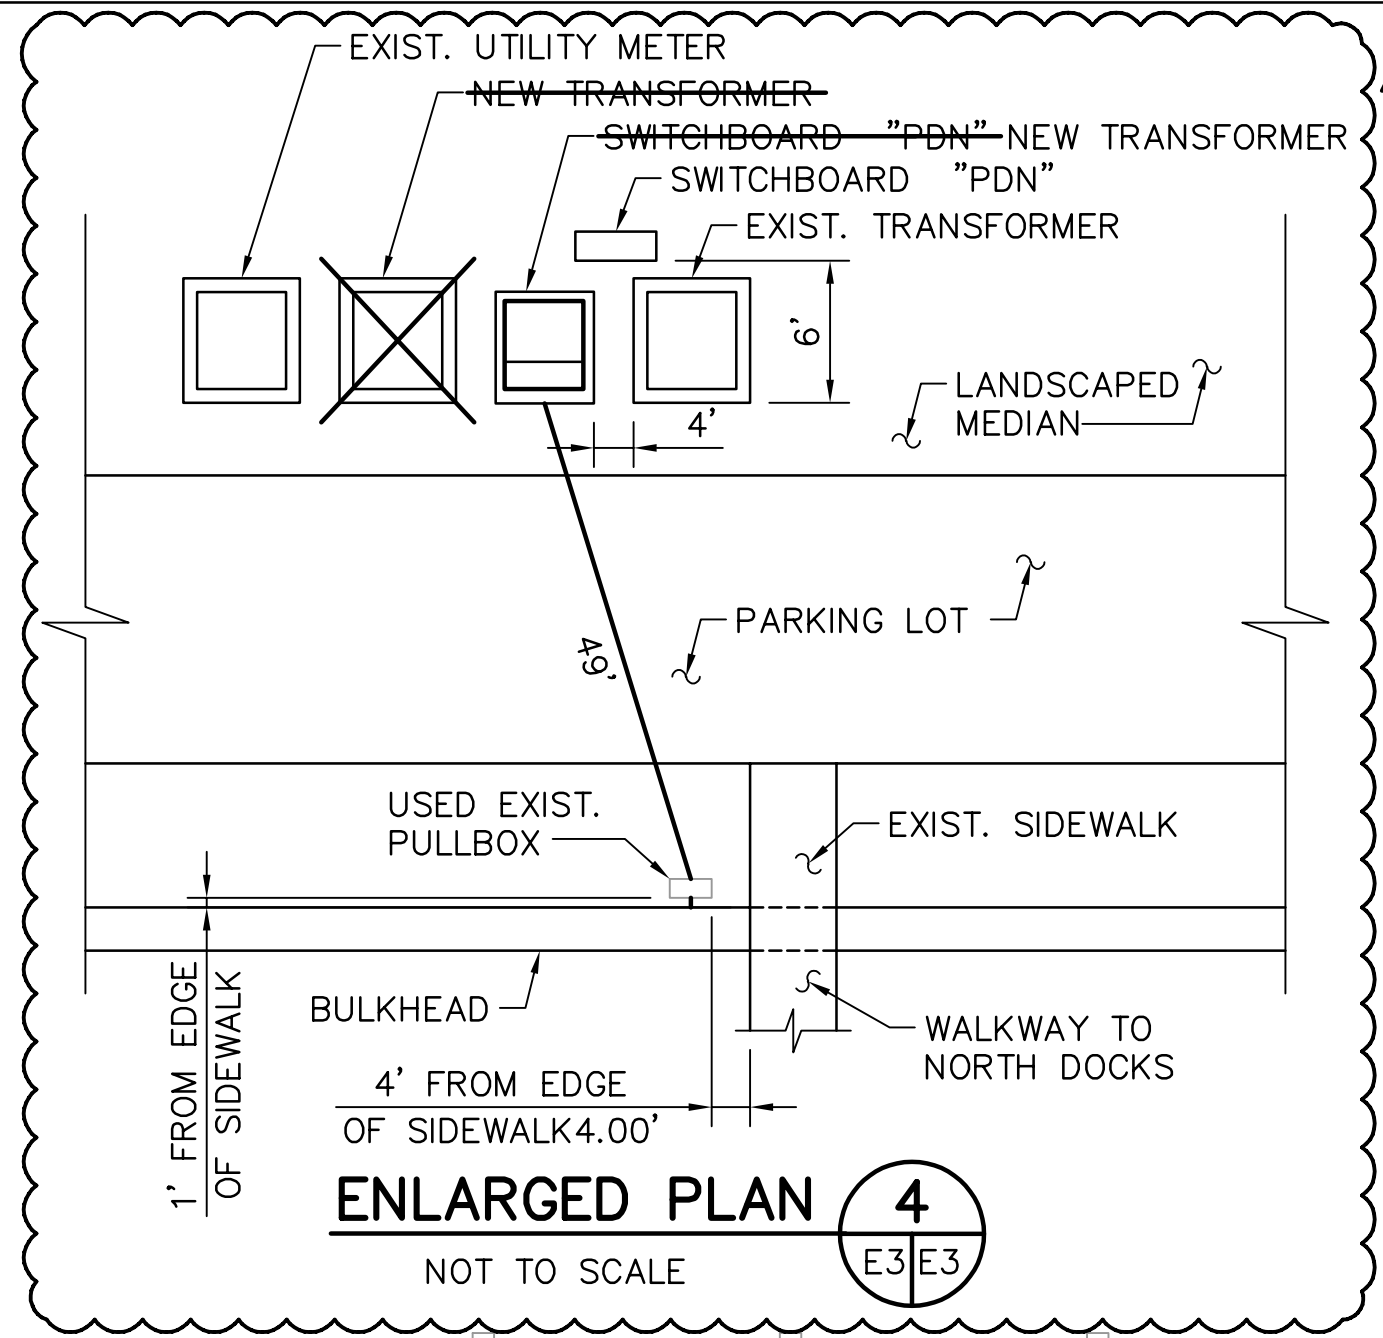 EXIST. UTILITY METER
NEW TRANSFORMER
SWITCHBOARD "PDN" NEW TRANSFORMER
SWITCHBOARD "PDN"
EXIST. TRANSFORMER
6'
LANDSCAPED
MEDIAN
4'
PARKING LOT
49'
USED EXIST.
PULLBOX
EXIST. SIDEWALK
1' FROM EDGE
OF SIDEWALK
BULKHEAD
WALKWAY TO
NORTH DOCKS
4' FROM EDGE
OF SIDEWALK4.00'
ENLARGED PLAN
4
E3 E3
NOT TO SCALE